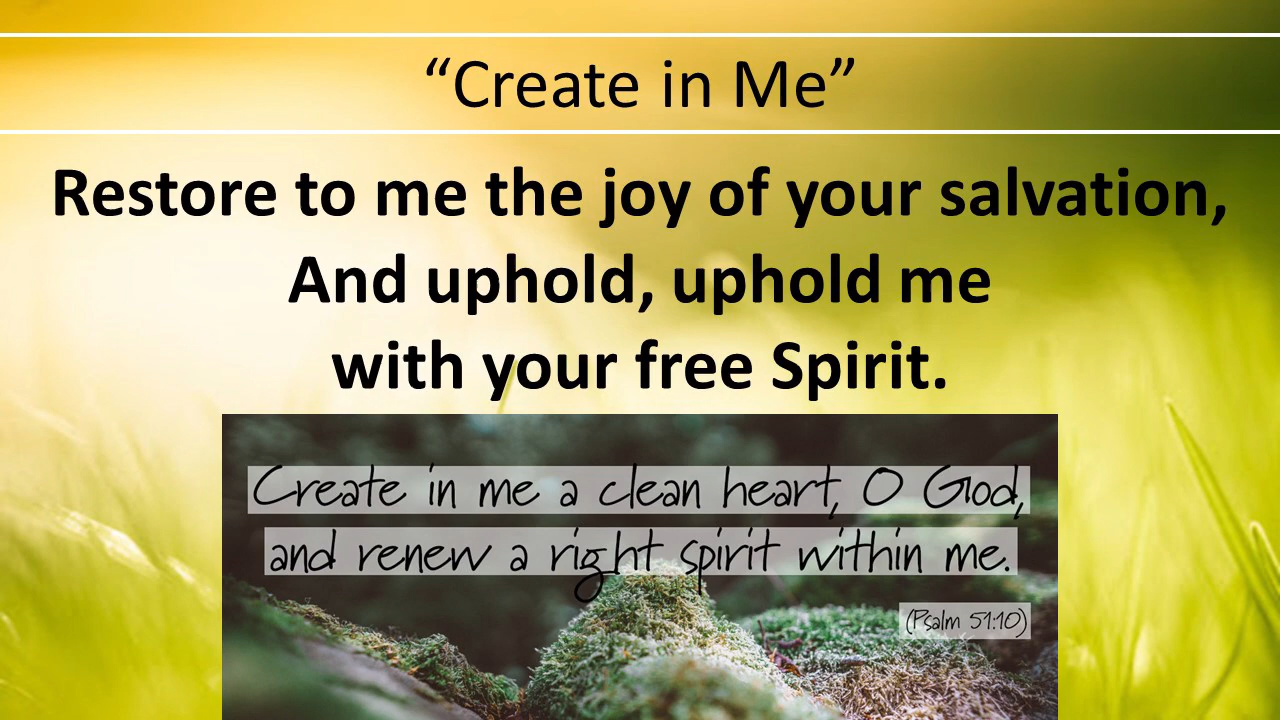 “Create in Me”
Restore to me the joy of your salvation,
And uphold, uphold me
with your free Spirit.
Create in me a clean heart, O God,
and renew a right spirit within me.
(Psalm 51:10)